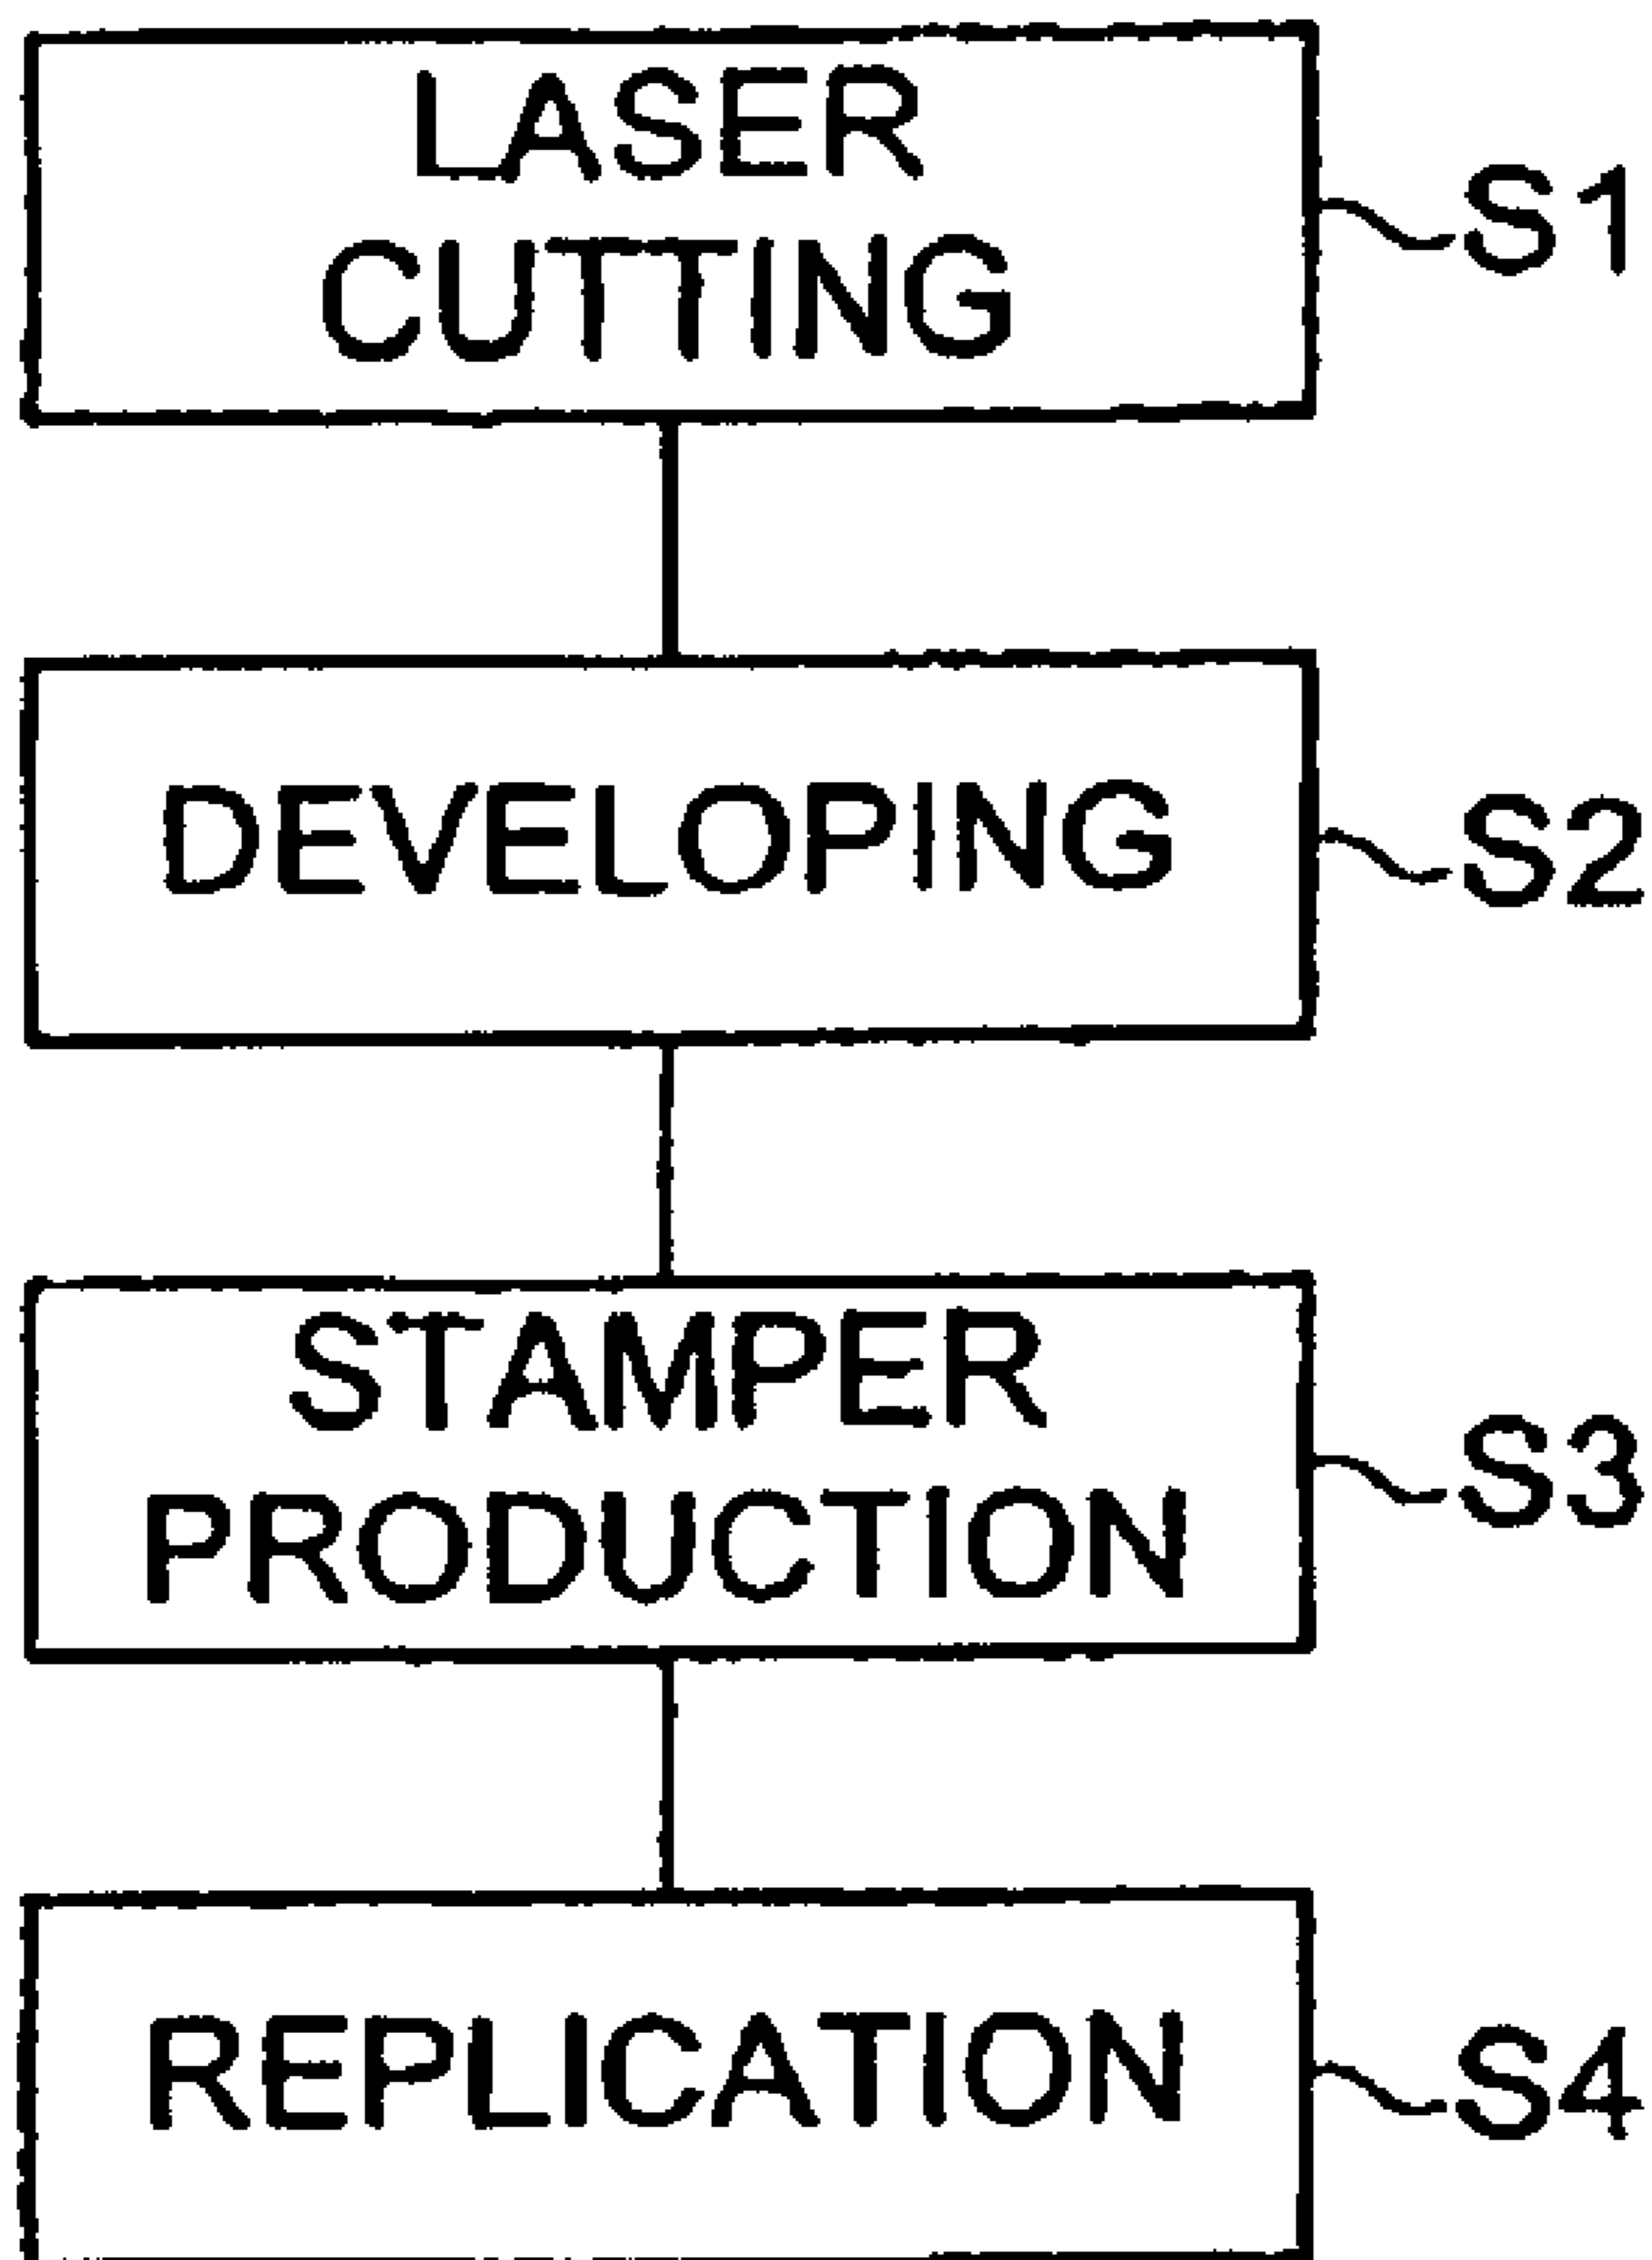 LASER
CUTTING
S1
DEVELOPING
S2
STAMPER
PRODUCTION
S3
REPLICATION
S4